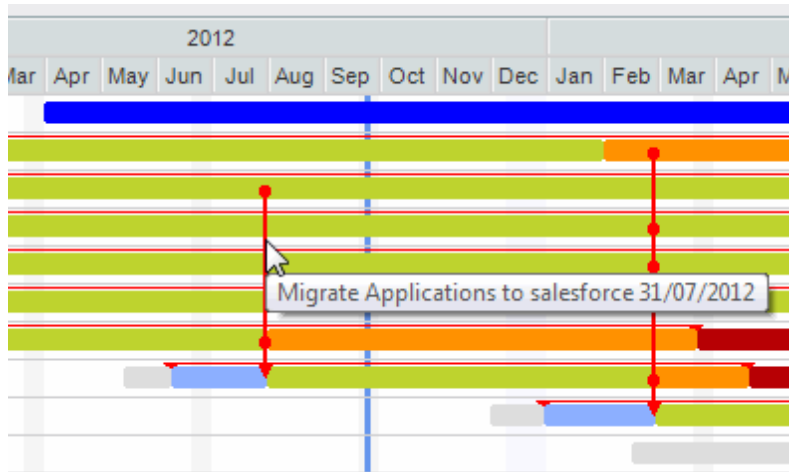 2012
Mar Apr May Jun Jul Aug Sep Oct Nov Dec Jan Feb Mar Apr M
Migrate Applications to salesforce 31/07/2012